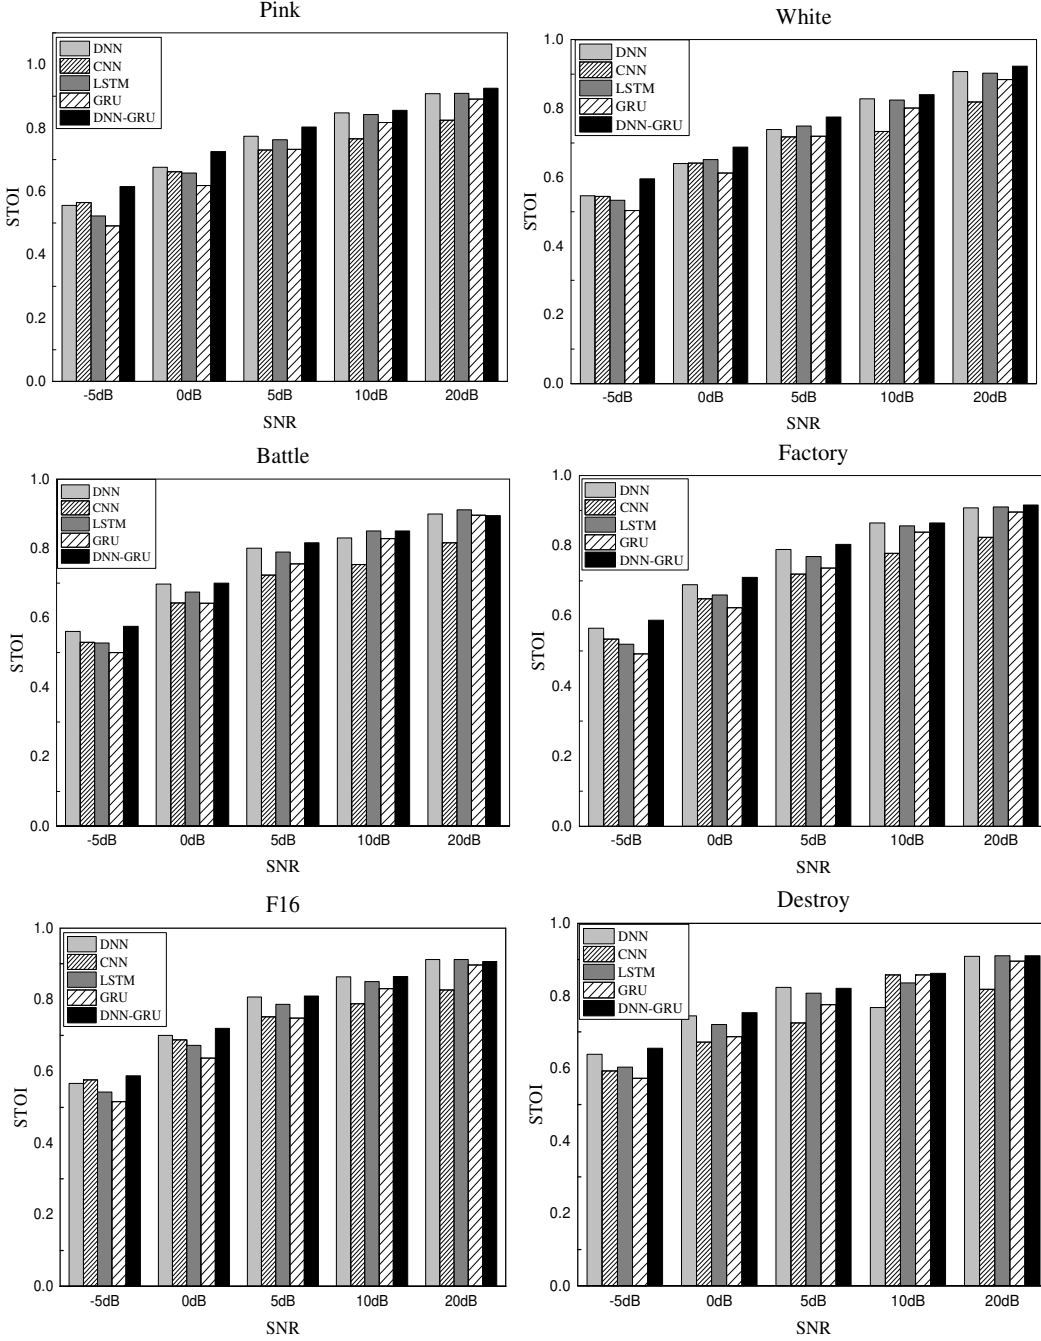 Pink
DNN
CNN
LSTM
GRU
DNN-GRU
1.0
0.8
0.6
0.4
0.2
0.0
STOI
-5dB 0dB 5dB 10dB 20dB
SNR
White
DNN
CNN
LSTM
GRU
DNN-GRU
1.0
0.8
0.6
0.4
0.2
0.0
STOI
-5dB 0dB 5dB 10dB 20dB
SNR
Battle
DNN
CNN
LSTM
GRU
DNN-GRU
1.0
0.8
0.6
0.4
0.2
0.0
STOI
-5dB 0dB 5dB 10dB 20dB
SNR
Factory
DNN
CNN
LSTM
GRU
DNN-GRU
1.0
0.8
0.6
0.4
0.2
0.0
STOI
-5dB 0dB 5dB 10dB 20dB
SNR
F16
DNN
CNN
LSTM
GRU
DNN-GRU
1.0
0.8
0.6
0.4
0.2
0.0
STOI
-5dB 0dB 5dB 10dB 20dB
SNR
Destroy
DNN
CNN
LSTM
GRU
DNN-GRU
1.0
0.8
0.6
0.4
0.2
0.0
STOI
-5dB 0dB 5dB 10dB 20dB
SNR